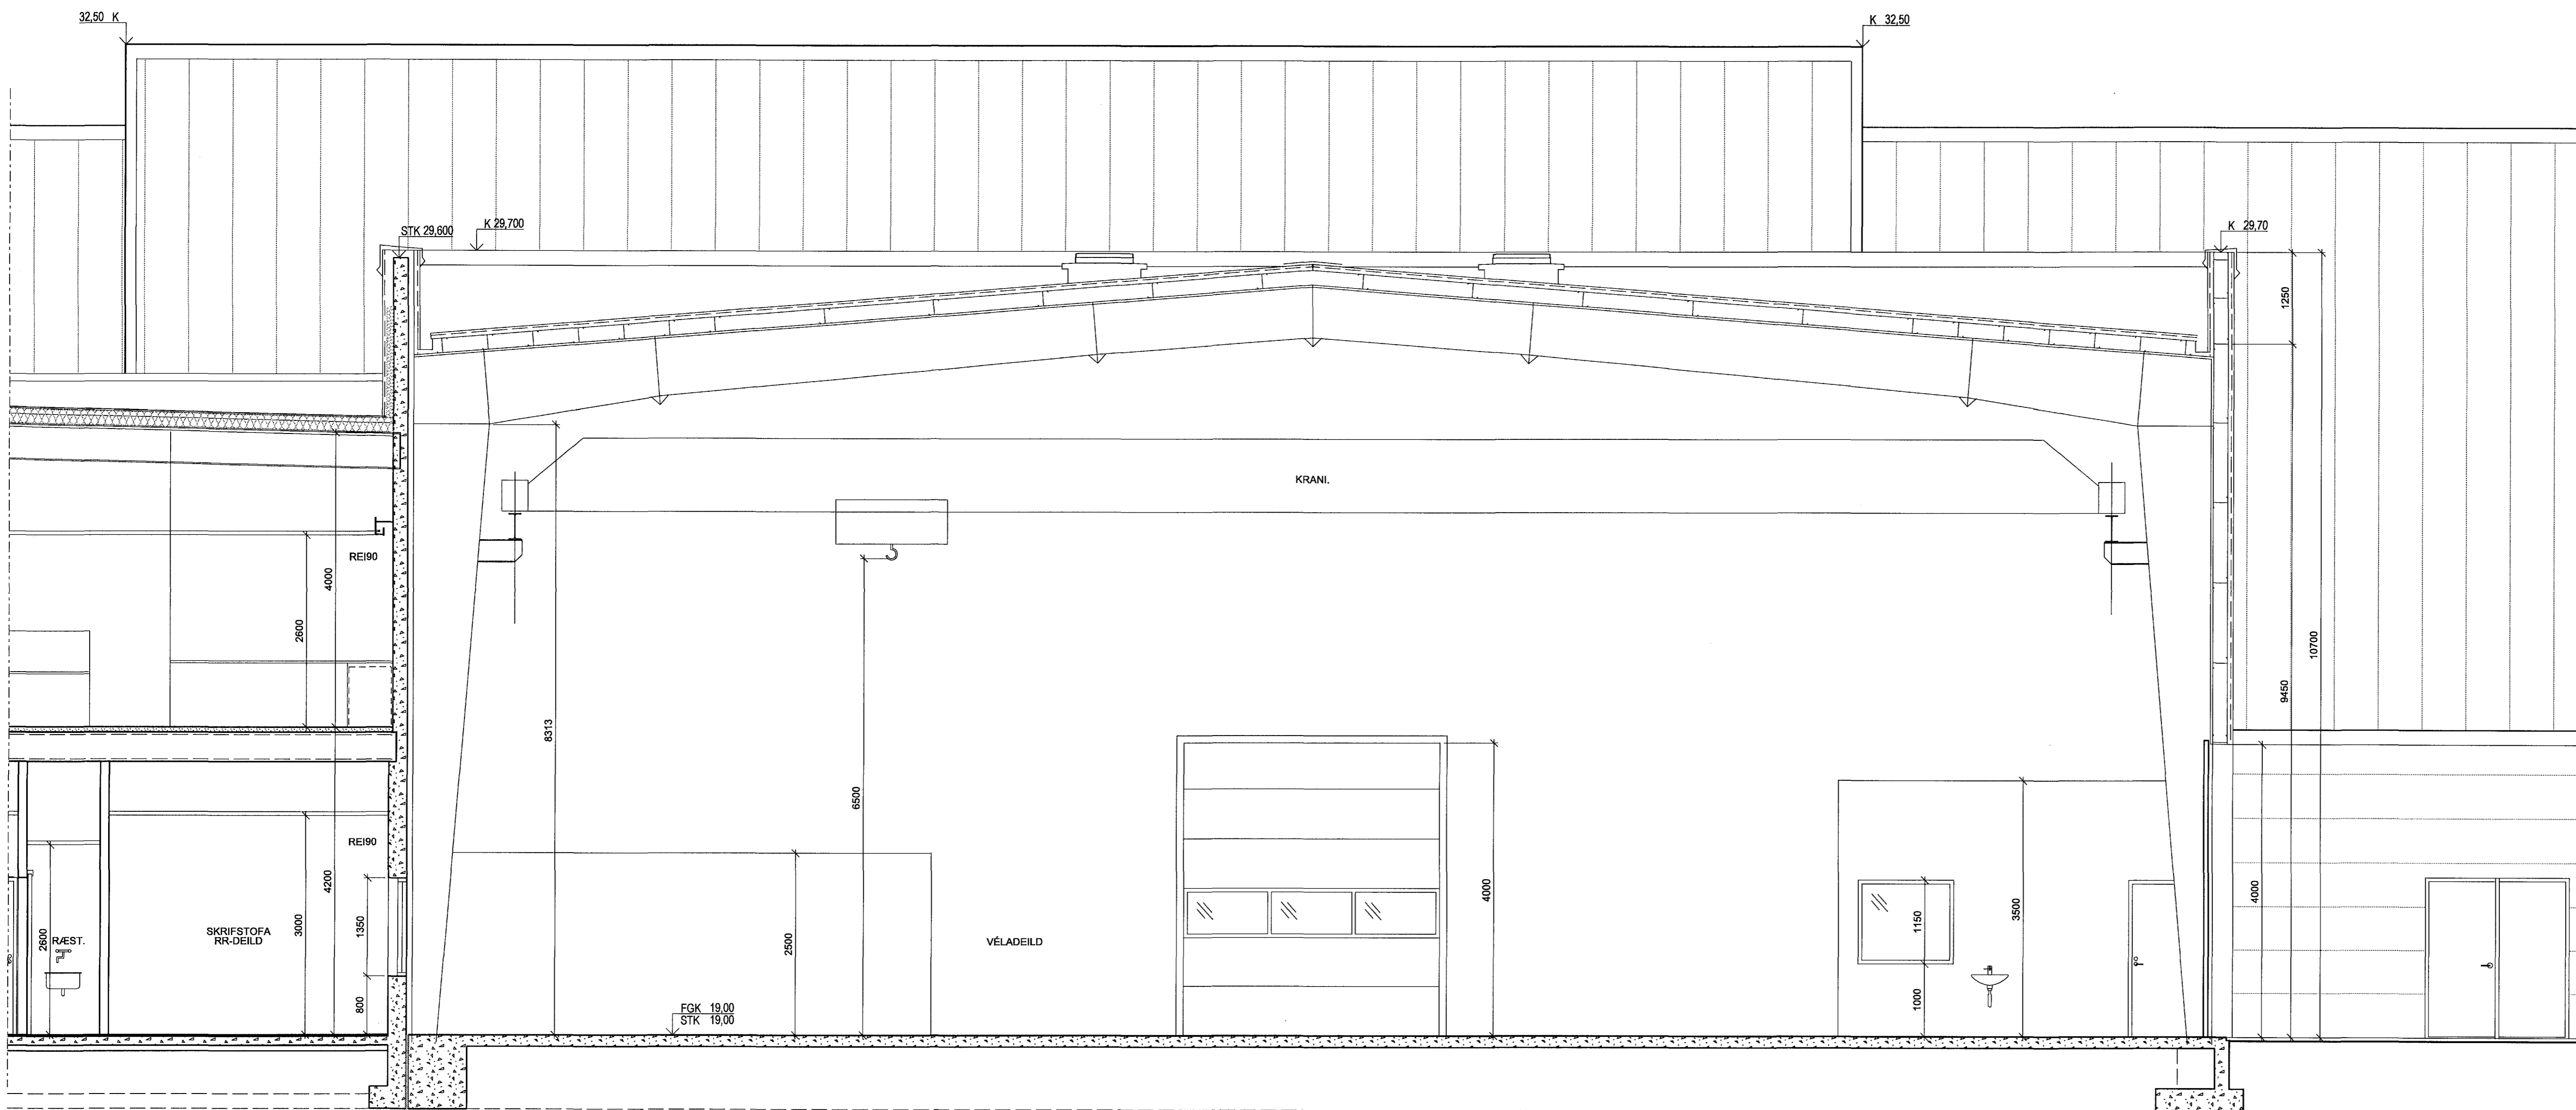 32,50 K
K 32,50
STK 29,600
K 29,700
K 29,70
1250
KRANI.
REI90
4000
2600
10700
9450
8313
6500
4000
REI90
4200
3000
2600
1350
800
RÆST.
SKRIFSTOFA
RR-DEILD
2500
VÉLADEILD
FGK 19,00
STK 19,00
3500
1150
1000
4000